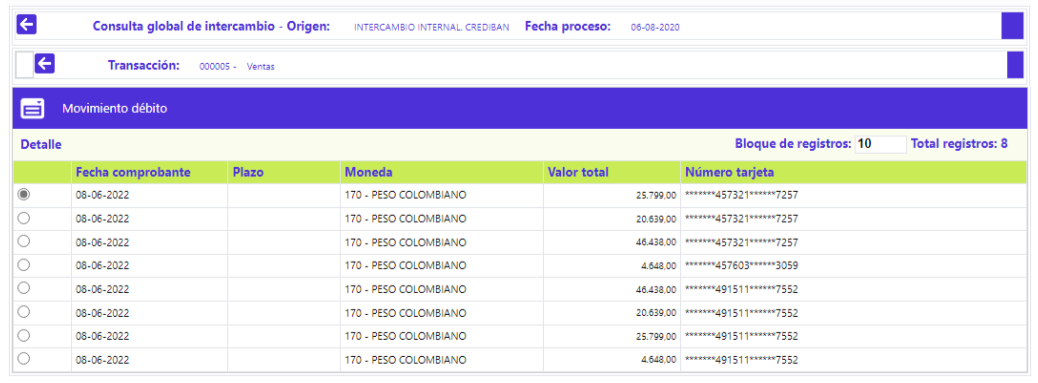 Consulta global de intercambio - Origen: INTERCAMBIO INTERNAL. CREDIBAN Fecha proceso: 06-08-2020
Transacción: 000005 - Ventas
Movimiento débito
Detalle Bloque de registros: 10 Total registros: 8
Fecha comprobante Plazo Moneda Valor total Número tarjeta
08-06-2022 170 - PESO COLOMBIANO 25.799,00 *******457321******7257
08-06-2022 170 - PESO COLOMBIANO 20.639,00 *******457321******7257
08-06-2022 170 - PESO COLOMBIANO 46.438,00 *******457321******7257
08-06-2022 170 - PESO COLOMBIANO 4.648,00 *******457603******3059
08-06-2022 170 - PESO COLOMBIANO 46.438,00 *******491511******7552
08-06-2022 170 - PESO COLOMBIANO 20.639,00 *******491511******7552
08-06-2022 170 - PESO COLOMBIANO 25.799,00 *******491511******7552
08-06-2022 170 - PESO COLOMBIANO 4.648,00 *******491511******7552